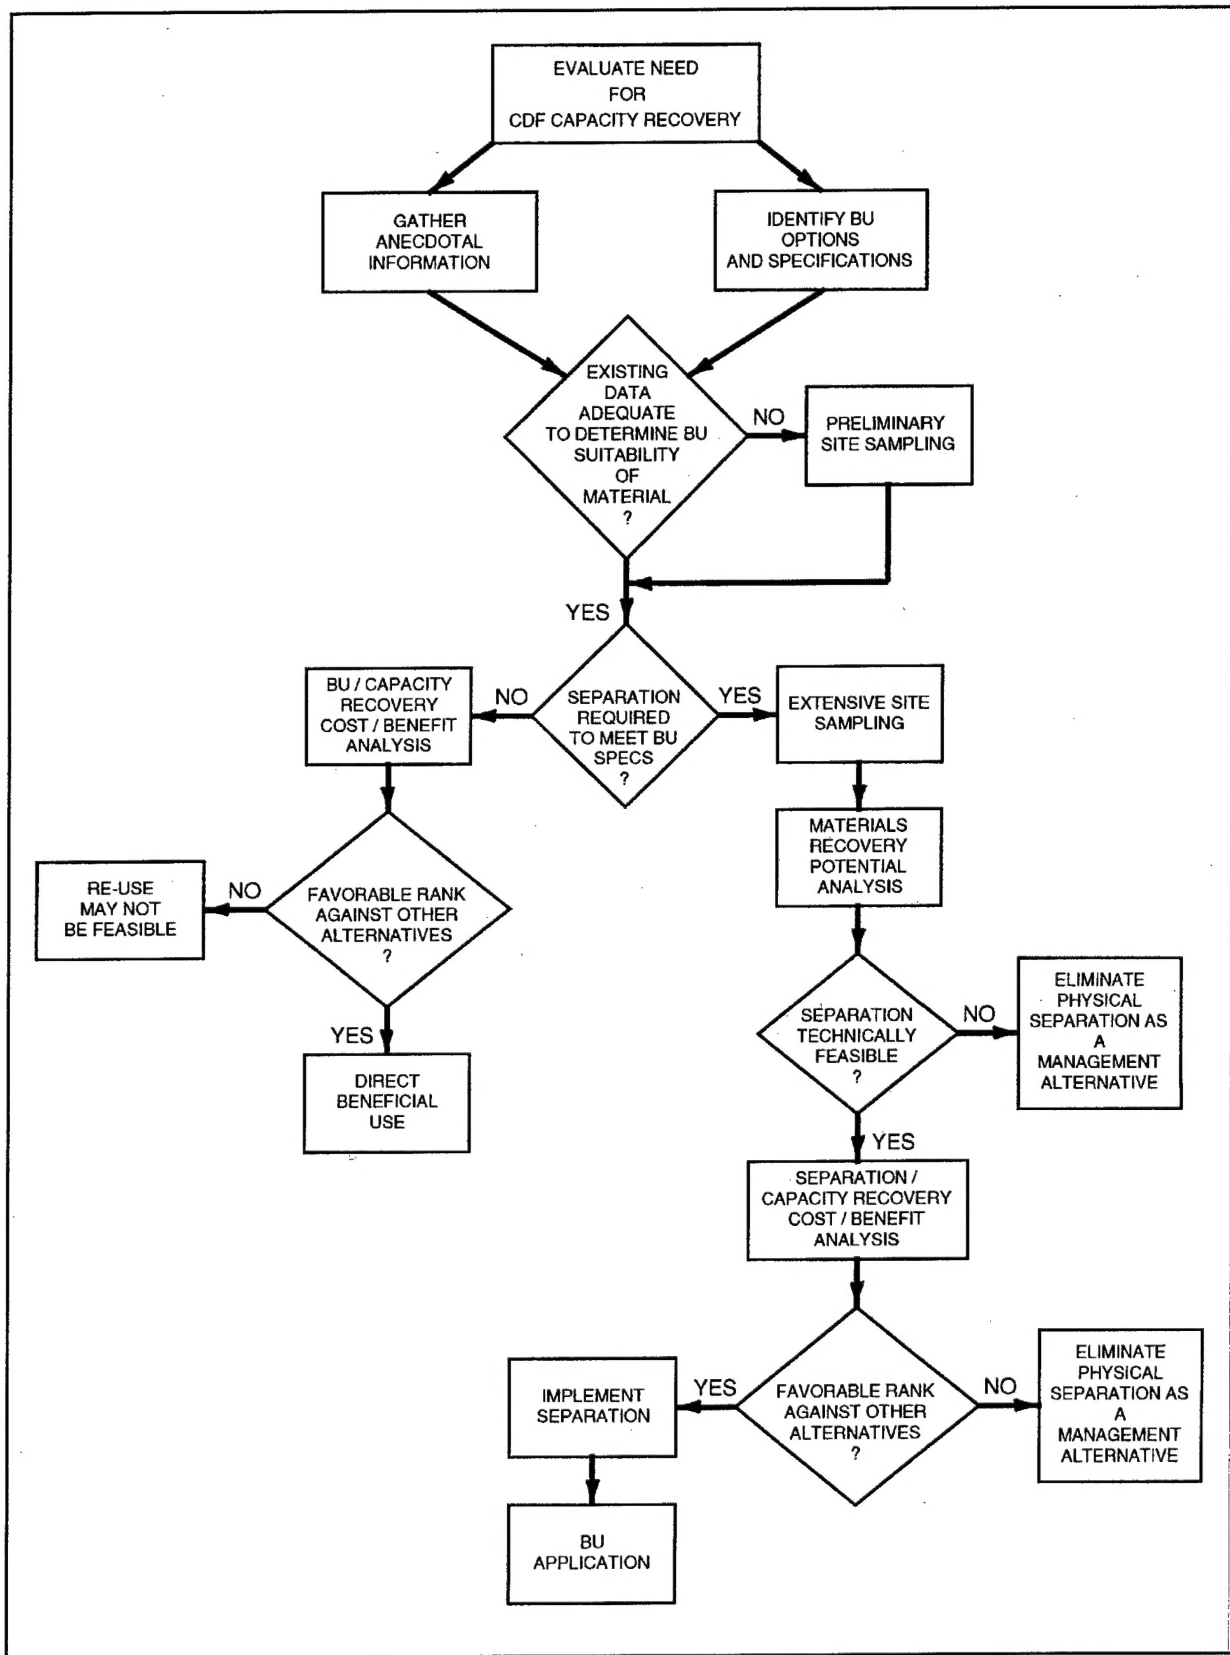 EVALUATE NEED
FOR
CDF CAPACITY RECOVERY
GATHER
ANECDOTAL
INFORMATION
IDENTIFY BU
OPTIONS
AND SPECIFICATIONS
EXISTING
DATA
ADEQUATE
TO DETERMINE BU
SUITABILITY
OF
MATERIAL
?
NO
PRELIMINARY
SITE SAMPLING
YES
SEPARATION
REQUIRED
TO MEET BU
SPECS
?
NO
BU / CAPACITY
RECOVERY
COST / BENEFIT
ANALYSIS
YES
EXTENSIVE SITE
SAMPLING
MATERIALS
RECOVERY
POTENTIAL
ANALYSIS
FAVORABLE RANK
AGAINST OTHER
ALTERNATIVES
?
NO
RE-USE
MAY NOT
BE FEASIBLE
YES
DIRECT
BENEFICIAL
USE
SEPARATION
TECHNICALLY
FEASIBLE
?
NO
ELIMINATE
PHYSICAL
SEPARATION AS
A
MANAGEMENT
ALTERNATIVE
YES
SEPARATION /
CAPACITY RECOVERY
COST / BENEFIT
ANALYSIS
FAVORABLE RANK
AGAINST OTHER
ALTERNATIVES
?
YES
IMPLEMENT
SEPARATION
NO
ELIMINATE
PHYSICAL
SEPARATION AS
A
MANAGEMENT
ALTERNATIVE
BU
APPLICATION